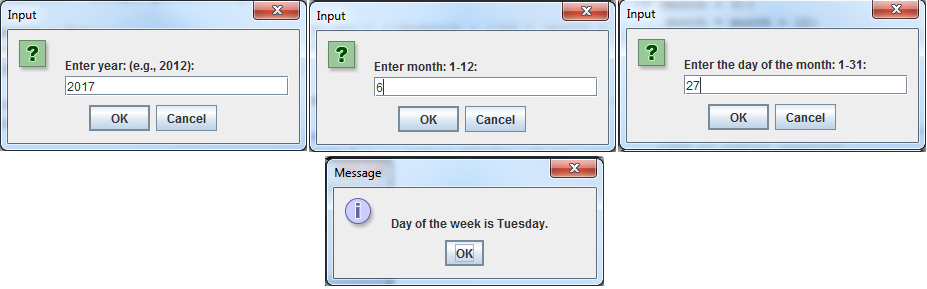 Input
Enter year: (e.g., 2012):
2017
OK Cancel
Input
Enter month: 1-12:
6
OK Cancel
Input
Enter the day of the month: 1-31:
27
OK Cancel
Message
Day of the week is Tuesday.
OK